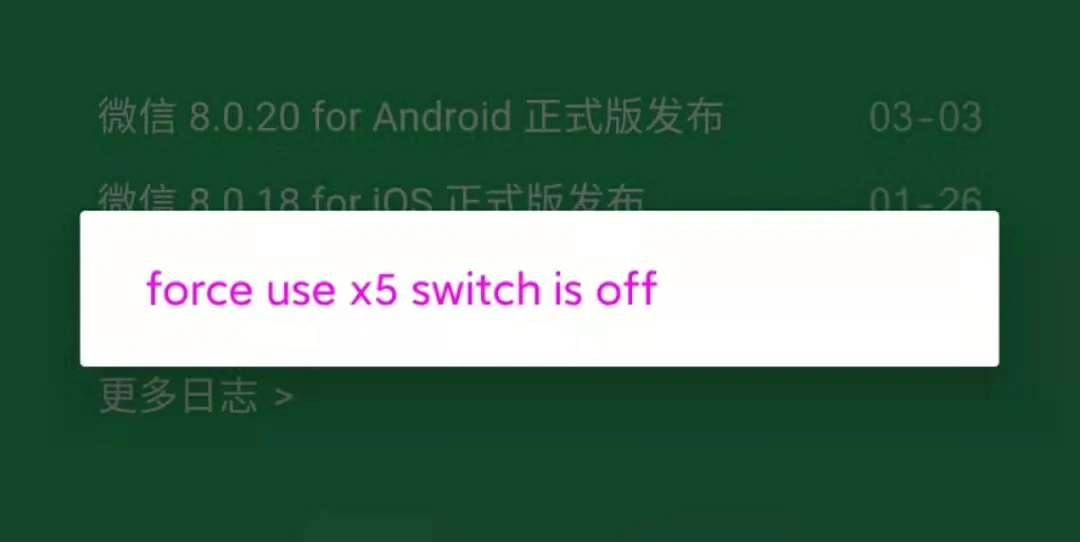 微信 8.0.20 for Android 正式版发布 03-03
微信 8.0.18 for iOS 正式版发布 01-26
force use x5 switch is off
更多日志 >